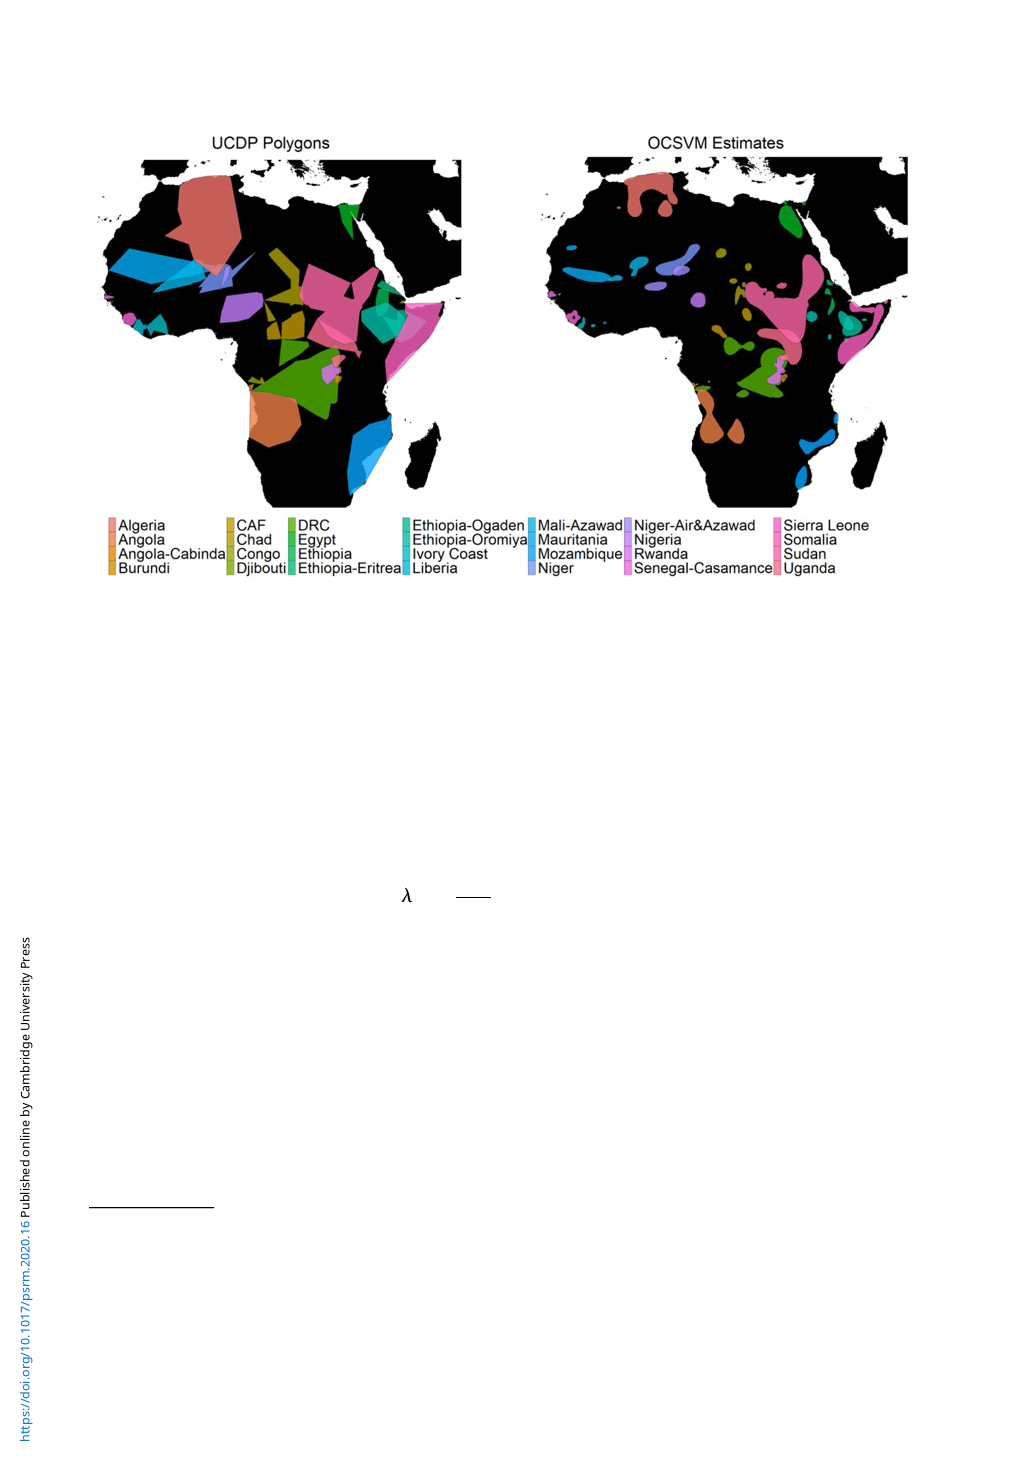 UCDP Polygons
OCSVM Estimates
Algeria CAF DRC Ethiopia-Ogaden Mali-Azawad Niger-Air&Azawad Sierra Leone
Angola Chad Egypt Ethiopia-Oromiya Mauritania Nigeria Somalia
Angola-Cabinda Congo Ethiopia Ivory Coast Mozambique Rwanda Sudan
Burundi Djibouti Ethiopia-Eritrea Liberia Niger Senegal-Casamance Uganda
λ
https://doi.org/10.1017/psrm.2020.16 Published online by Cambridge University Press